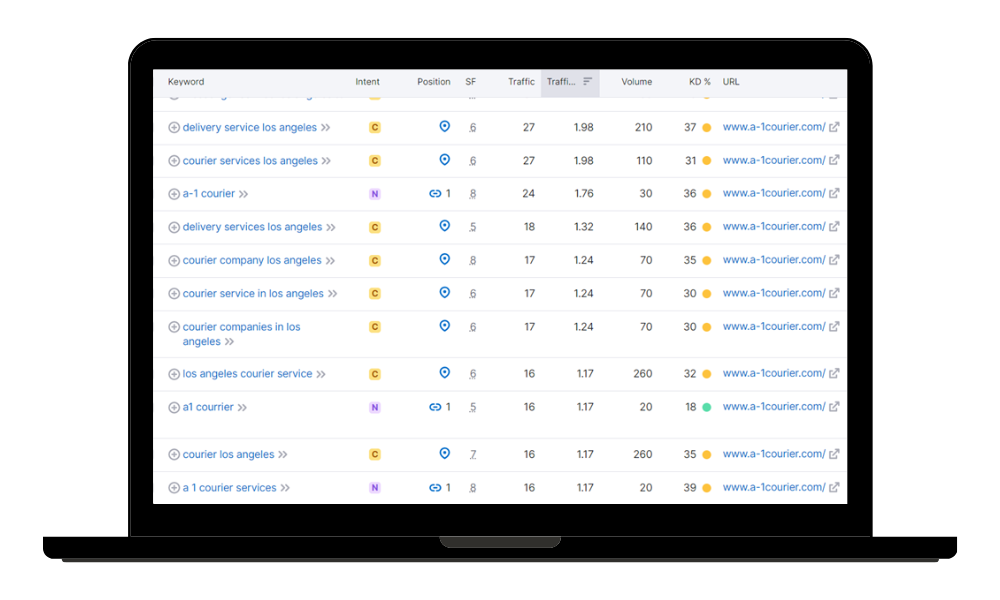 Keyword Intent Position SF Traffic Traffi... Volume KD % URL
delivery service los angeles C 6 27 1.98 210 37 www.a-1courier.com/
courier services los angeles C 6 27 1.98 110 31 www.a-1courier.com/
a-1 courier N 1 8 24 1.76 30 36 www.a-1courier.com/
delivery services los angeles C 5 18 1.32 140 36 www.a-1courier.com/
courier company los angeles C 8 17 1.24 70 35 www.a-1courier.com/
courier service in los angeles C 6 17 1.24 70 30 www.a-1courier.com/
courier companies in los C 6 17 1.24 70 30 www.a-1courier.com/
angeles
los angeles courier service C 6 16 1.17 260 32 www.a-1courier.com/
a1 courrier N 1 5 16 1.17 20 18 www.a-1courier.com/
courier los angeles C 7 16 1.17 260 35 www.a-1courier.com/
a 1 courier services N 1 8 16 1.17 20 39 www.a-1courier.com/